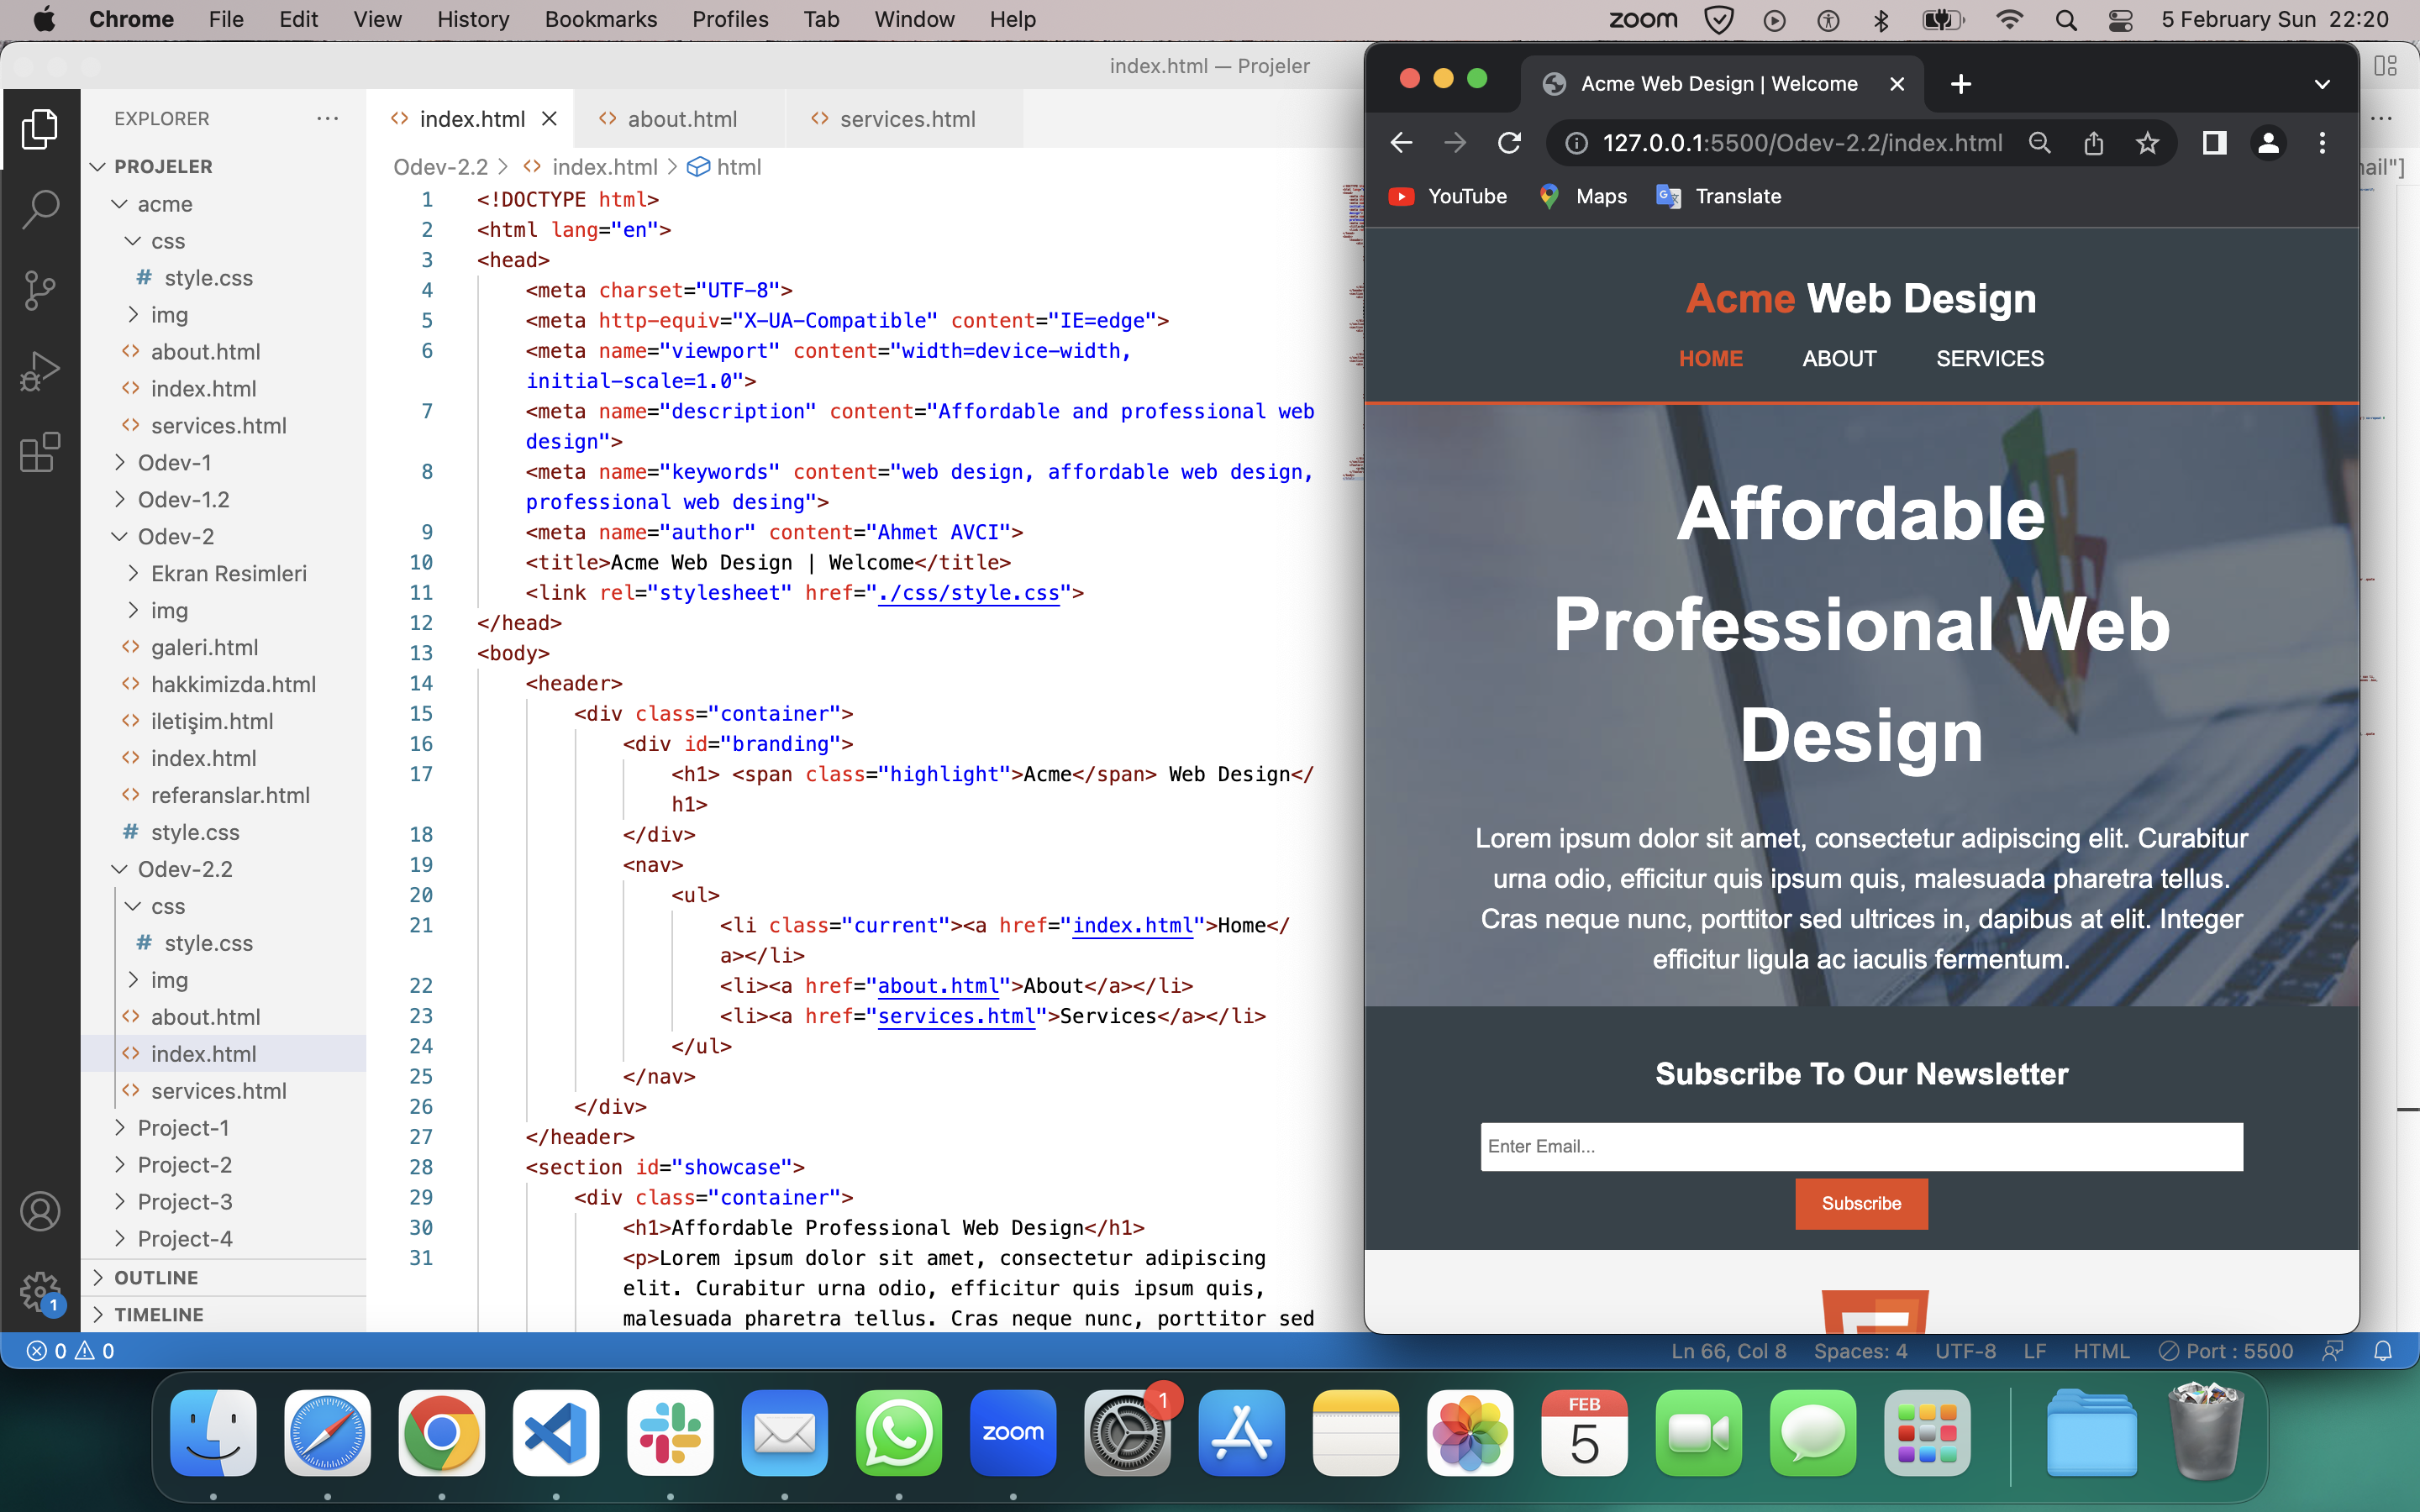 Chrome File Edit View History Bookmarks Profiles Tab Window Help zoom 5 February Sun 22:20
index.html — Projeler
EXPLORER
PROJELER
acme
css
# style.css
img
about.html
index.html
services.html
Odev-1
Odev-1.2
Odev-2
Ekran Resimleri
img
galeri.html
hakkimizda.html
iletişim.html
index.html
referanslar.html
# style.css
Odev-2.2
css
# style.css
img
about.html
index.html
services.html
Project-1
Project-2
Project-3
Project-4
OUTLINE
TIMELINE
1
index.html about.html services.html
Odev-2.2 > index.html > html
1 <!DOCTYPE html>
2 <html lang="en">
3 <head>
4 <meta charset="UTF-8">
5 <meta http-equiv="X-UA-Compatible" content="IE=edge">
6 <meta name="viewport" content="width=device-width,
initial-scale=1.0">
7 <meta name="description" content="Affordable and professional web
design">
8 <meta name="keywords" content="web design, affordable web design,
professional web desing">
9 <meta name="author" content="Ahmet AVCI">
10 <title>Acme Web Design | Welcome</title>
11 <link rel="stylesheet" href="./css/style.css">
12 </head>
13 <body>
14 <header>
15 <div class="container">
16 <div id="branding">
17 <h1> <span class="highlight">Acme</span> Web Design</
h1>
18 </div>
19 <nav>
20 <ul>
21 <li class="current"><a href="index.html">Home</
a></li>
22 <li><a href="about.html">About</a></li>
23 <li><a href="services.html">Services</a></li>
24 </ul>
25 </nav>
26 </div>
27 </header>
28 <section id="showcase">
29 <div class="container">
30 <h1>Affordable Professional Web Design</h1>
31 <p>Lorem ipsum dolor sit amet, consectetur adipiscing
elit. Curabitur urna odio, efficitur quis ipsum quis,
malesuada pharetra tellus. Cras neque nunc, porttitor sed
Acme Web Design | Welcome
127.0.0.1:5500/Odev-2.2/index.html
YouTube Maps Translate
ail"]
Acme Web Design
HOME ABOUT SERVICES
Affordable
Professional Web
Design
Lorem ipsum dolor sit amet, consectetur adipiscing elit. Curabitur
urna odio, efficitur quis ipsum quis, malesuada pharetra tellus.
Cras neque nunc, porttitor sed ultrices in, dapibus at elit. Integer
efficitur ligula ac iaculis fermentum.
Subscribe To Our Newsletter
Enter Email...
Subscribe
0 0 Ln 66, Col 8 Spaces: 4 UTF-8 LF HTML Port : 5500
zoom 1 FEB
5